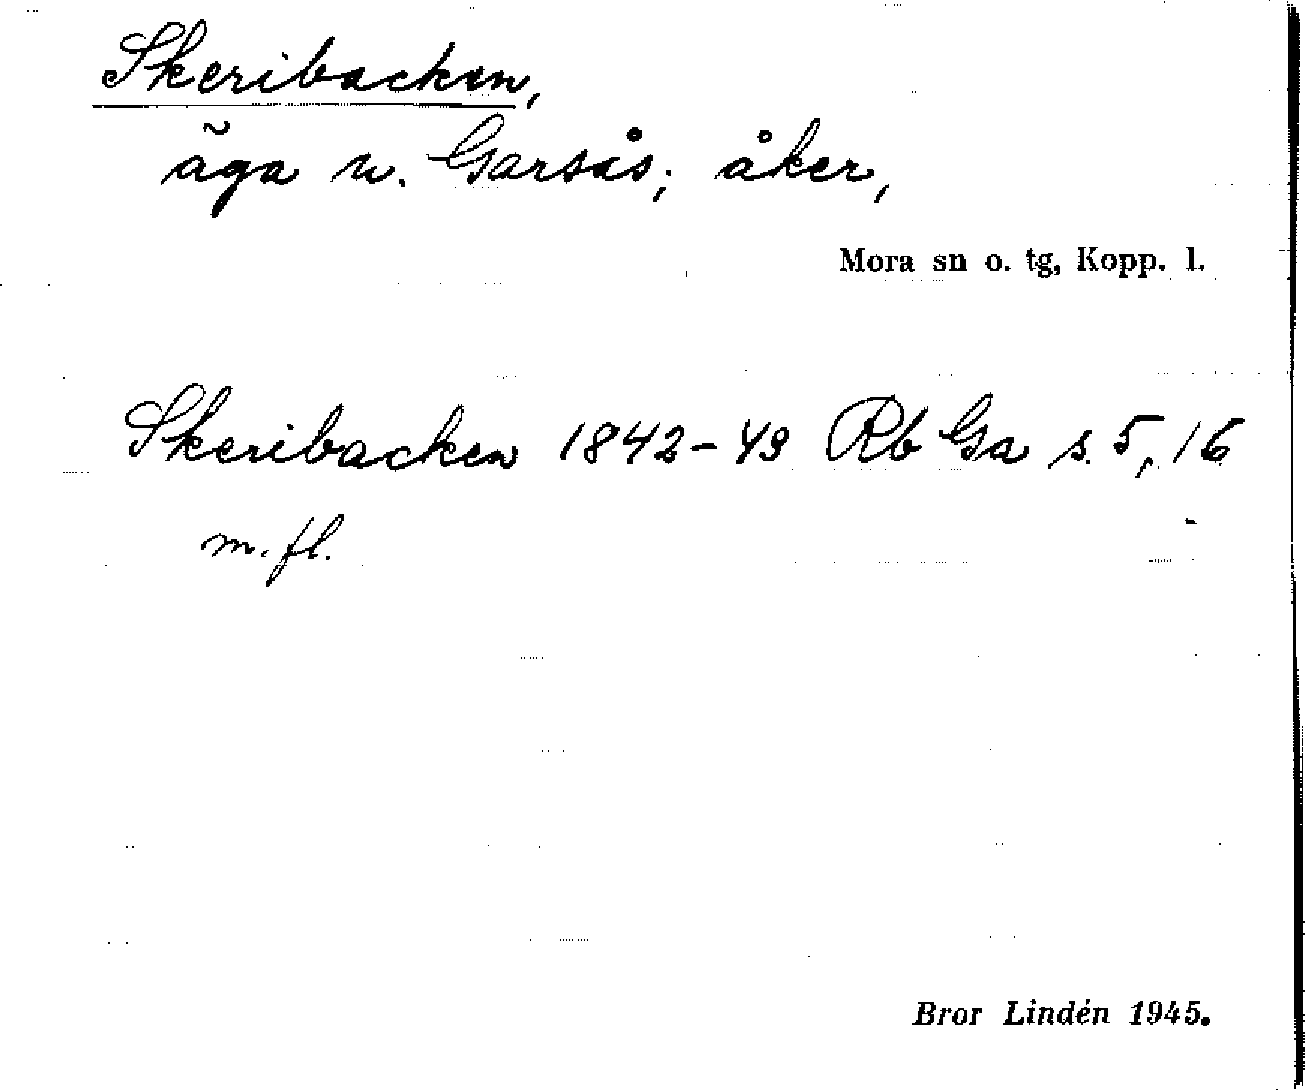 Skeribacken,
äga u. Garsås; åker,
Mora sn o. tg, Kopp. l.
Skeribacken 1842-49 Rb Ga s. 5, 16
m. fl.
Bror Lindén 1945.